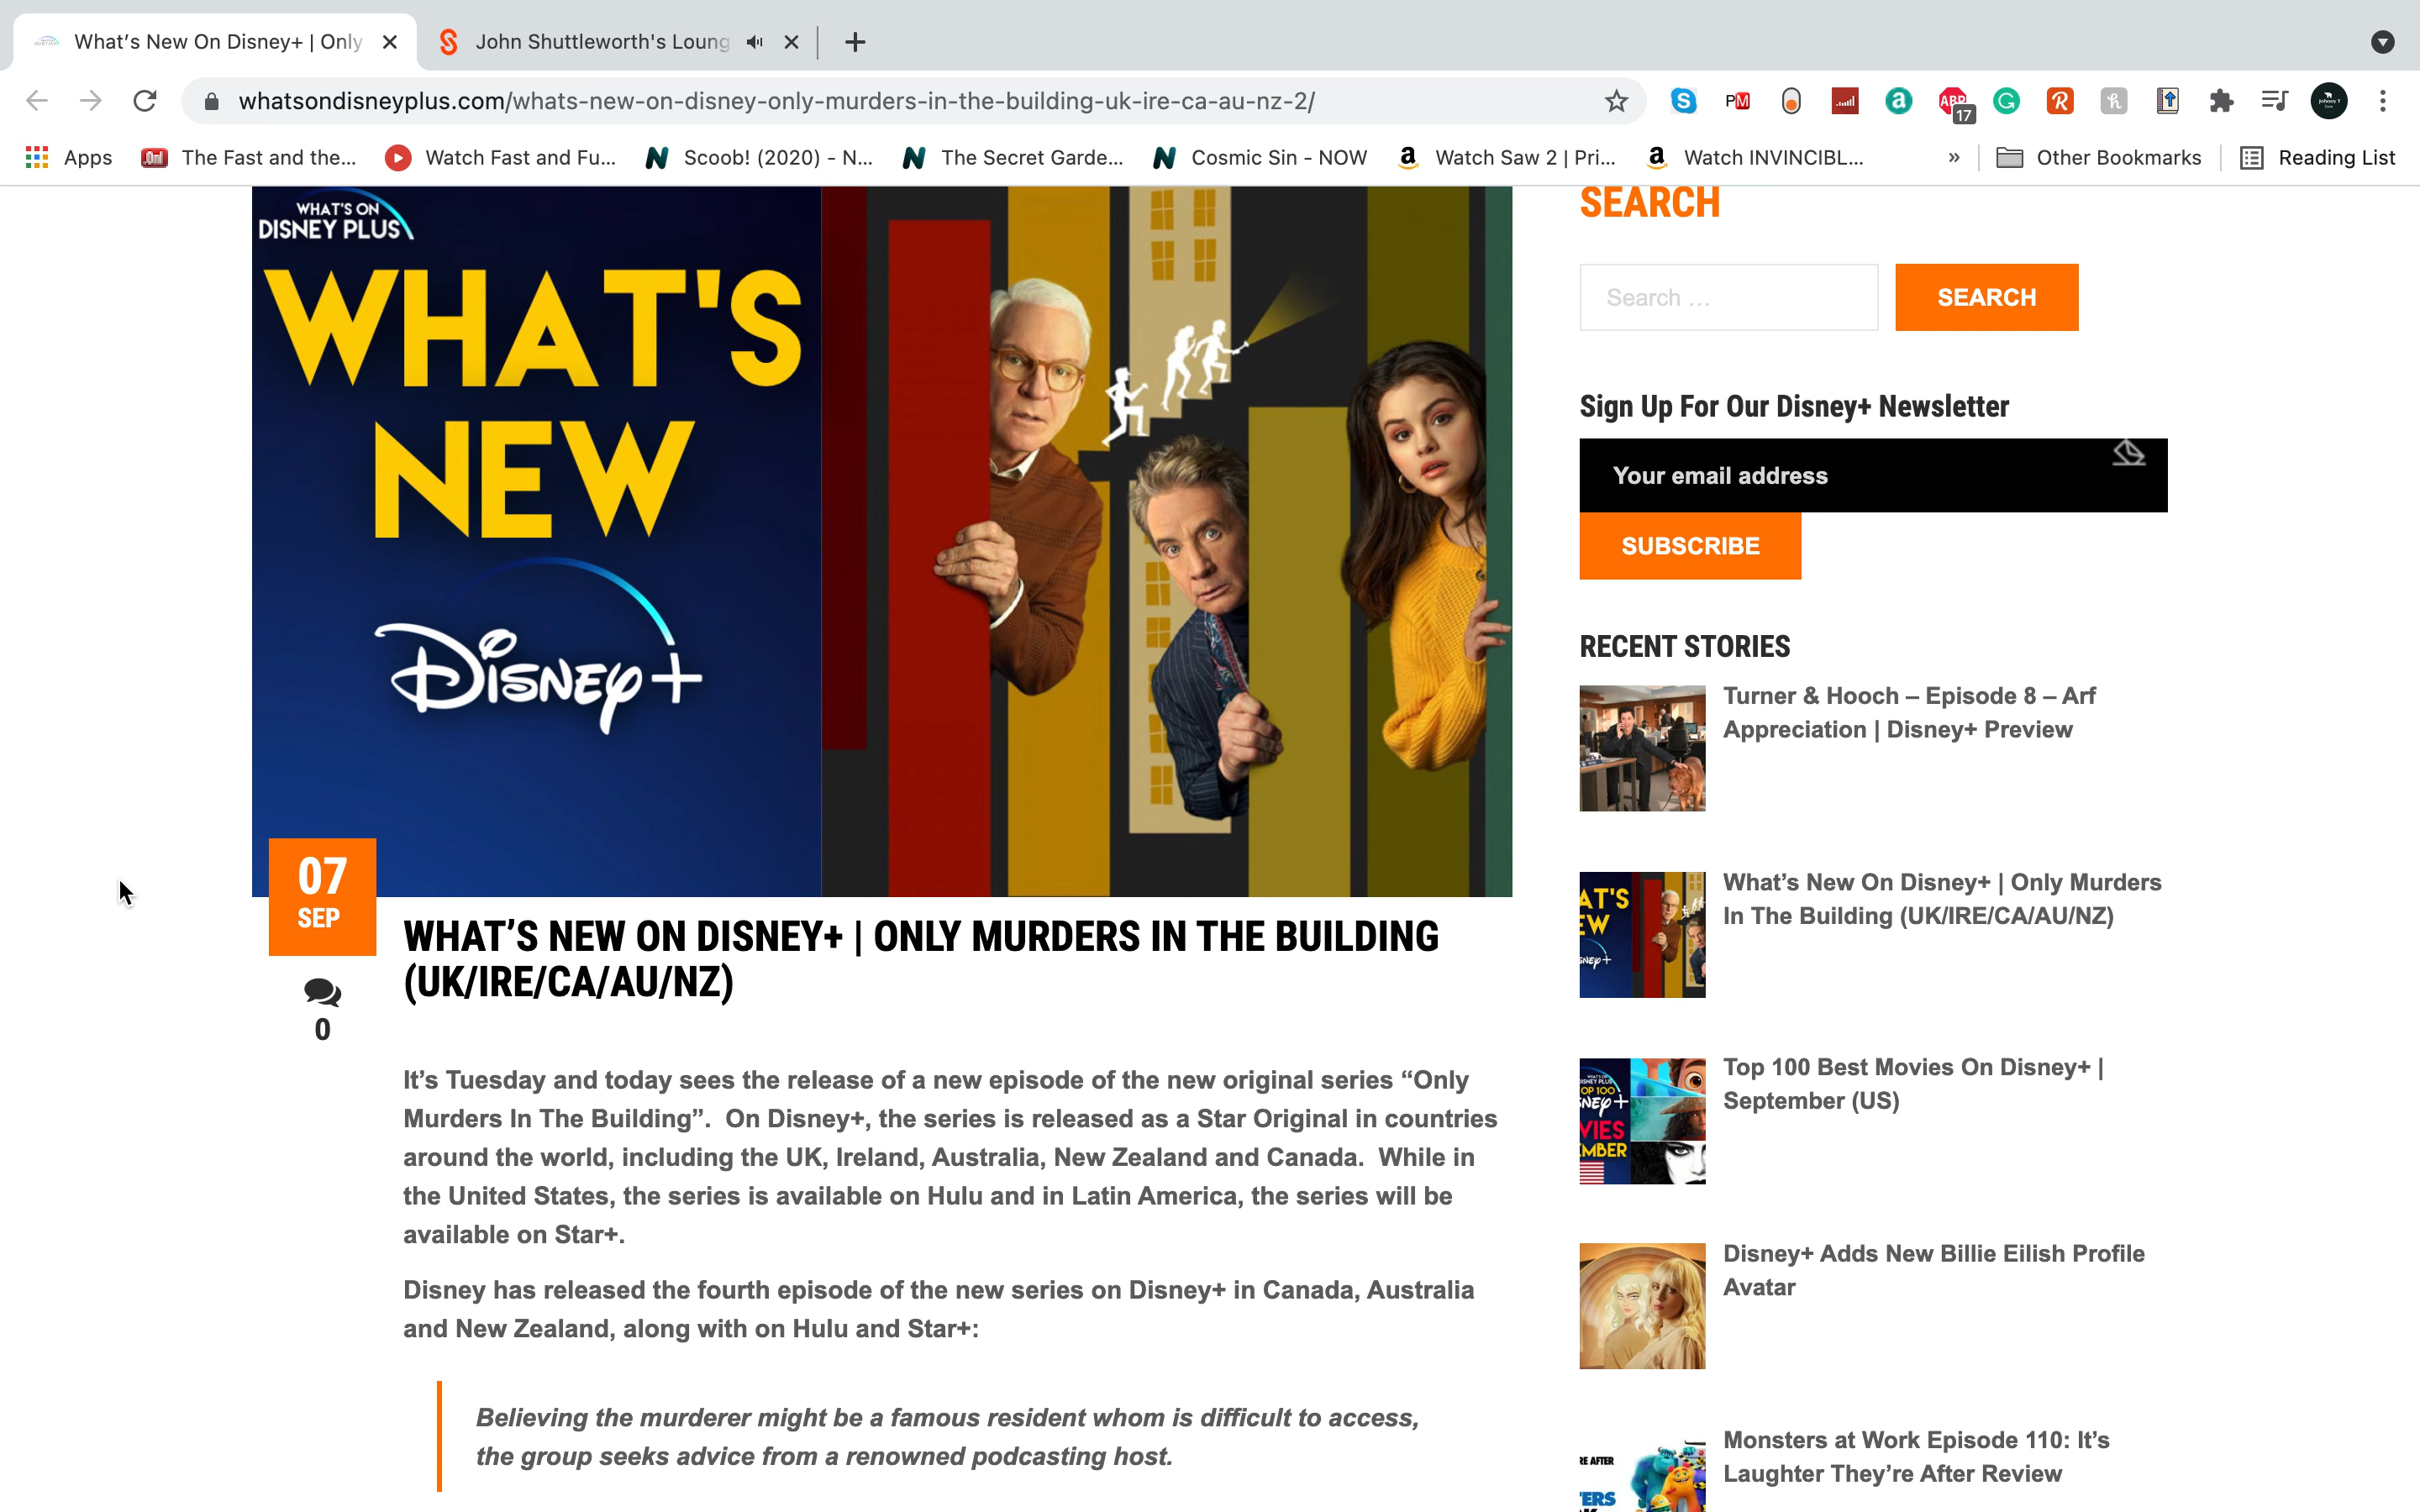 What's New On Disney+ | Only
John Shuttleworth's Loung
whatsondisneyplus.com/whats-new-on-disney-only-murders-in-the-building-uk-ire-ca-au-nz-2/
17
Apps
The Fast and the...
Watch Fast and Fu...
Scoob! (2020) - N...
The Secret Garde...
Cosmic Sin - NOW
Watch Saw 2 | Pri...
Watch INVINCIBL...
»
Other Bookmarks
Reading List
WHAT'S ON
DISNEY PLUS
WHAT'S
NEW
Disney+
07
SEP
0
WHAT'S NEW ON DISNEY+ | ONLY MURDERS IN THE BUILDING
(UK/IRE/CA/AU/NZ)
It's Tuesday and today sees the release of a new episode of the new original series “Only
Murders In The Building”.  On Disney+, the series is released as a Star Original in countries
around the world, including the UK, Ireland, Australia, New Zealand and Canada.  While in
the United States, the series is available on Hulu and in Latin America, the series will be
available on Star+.
Disney has released the fourth episode of the new series on Disney+ in Canada, Australia
and New Zealand, along with on Hulu and Star+:
Believing the murderer might be a famous resident whom is difficult to access,
the group seeks advice from a renowned podcasting host.
SEARCH
Search ...
SEARCH
Sign Up For Our Disney+ Newsletter
Your email address
SUBSCRIBE
RECENT STORIES
Turner & Hooch – Episode 8 – Arf
Appreciation | Disney+ Preview
What's New On Disney+ | Only Murders
In The Building (UK/IRE/CA/AU/NZ)
Top 100 Best Movies On Disney+ |
September (US)
Disney+ Adds New Billie Eilish Profile
Avatar
Monsters at Work Episode 110: It's
Laughter They're After Review